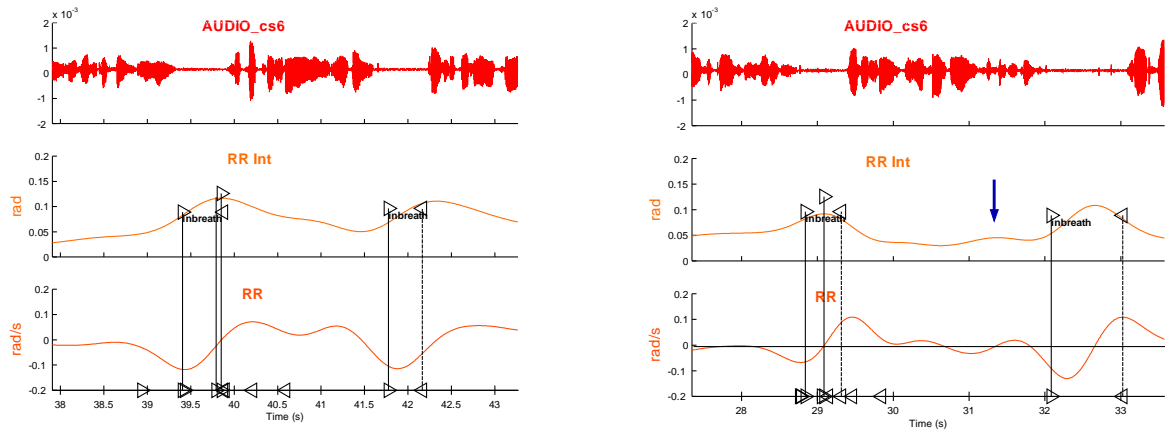 x 10⁻³
AUDIO_cs6
2
1
0
-1
-2
0.2
0.15
0.1
0.05
0
rad
RR Int
Inbreath
Inbreath
0.2
0.1
0
-0.1
-0.2
rad/s
RR
38 38.5 39 39.5 40 40.5 41 41.5 42 42.5 43
Time (s)
x 10⁻³
AUDIO_cs6
2
1
0
-1
-2
0.2
0.15
0.1
0.05
0
rad
RR Int
Inbreath
Inbreath
0.2
0.1
0
-0.1
-0.2
rad/s
RR
28 29 30 31 32 33
Time (s)